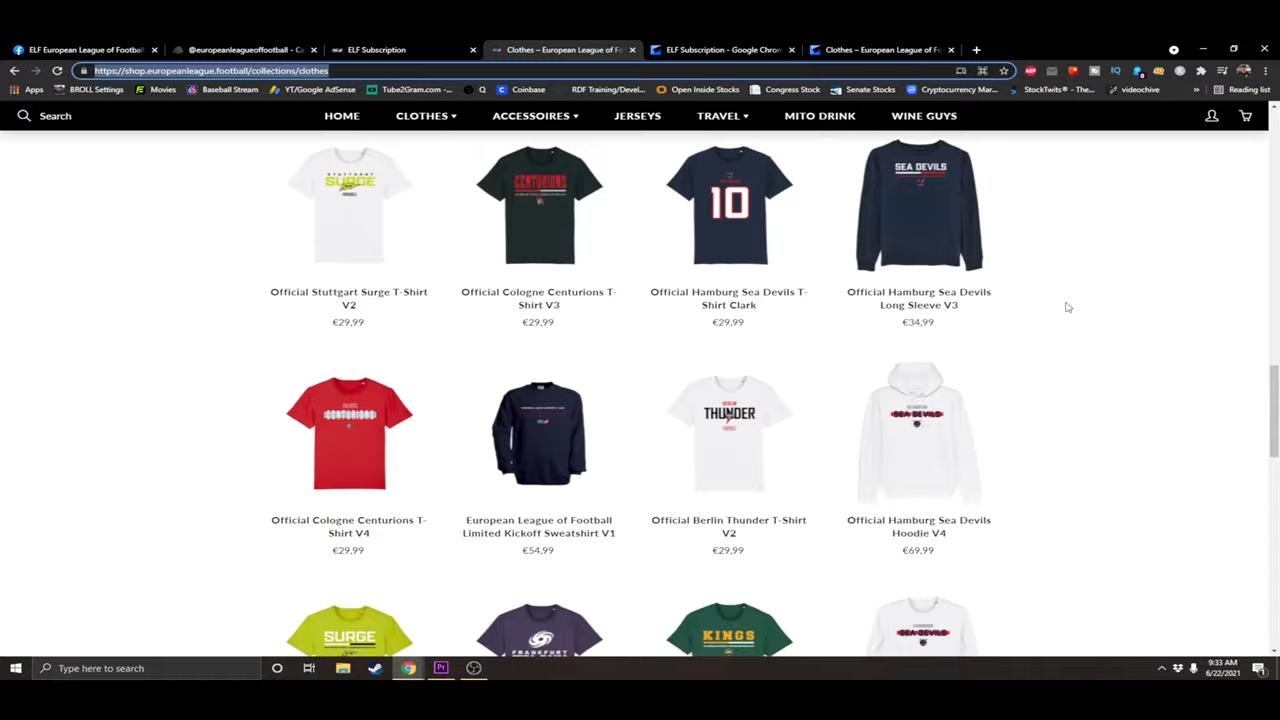 ELF European League of Football
@europeanleagueoffootball - Ca
ELF Subscription
Clothes – European League of Fo
ELF Subscription - Google Chrom
Clothes – European League of F
https://shop.europeanleague.football/collections/clothes
Apps BROLL Settings Movies Baseball Stream YT/Google AdSense Tube2Gram.com -... Q Coinbase RDF Training/Devel... Open Inside Stocks Congress Stock Senate Stocks Cryptocurrency Mar... StockTwits® - The... videochive » Reading list
Search HOME CLOTHES ACCESSOIRES JERSEYS TRAVEL MITO DRINK WINE GUYS
STUTTGART
SURGE
CENTURIONS
10
SEA DEVILS
Official Stuttgart Surge T-Shirt
V2
€29,99
Official Cologne Centurions T-
Shirt V3
€29,99
Official Hamburg Sea Devils T-
Shirt Clark
€29,99
Official Hamburg Sea Devils
Long Sleeve V3
€34,99
CENTURIONS
BERLIN
THUNDER
SEA DEVILS
Official Cologne Centurions T-
Shirt V4
€29,99
European League of Football
Limited Kickoff Sweatshirt V1
€54,99
Official Berlin Thunder T-Shirt
V2
€29,99
Official Hamburg Sea Devils
Hoodie V4
€69,99
SURGE
FRANKFURT
KINGS
SEA DEVILS
Type here to search
9:33 AM
6/22/2021